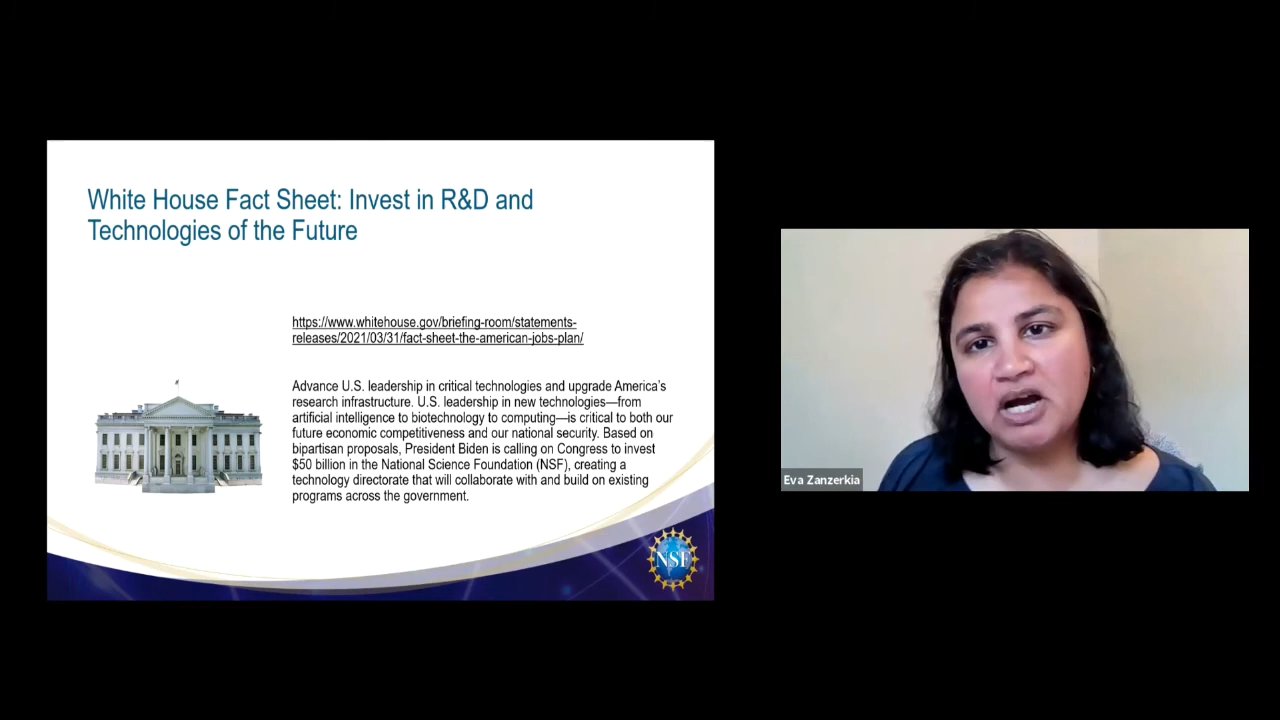 White House Fact Sheet: Invest in R&D and
Technologies of the Future
https://www.whitehouse.gov/briefing-room/statements-
releases/2021/03/31/fact-sheet-the-american-jobs-plan/
Advance U.S. leadership in critical technologies and upgrade America's
research infrastructure. U.S. leadership in new technologies—from
artificial intelligence to biotechnology to computing—is critical to both our
future economic competitiveness and our national security. Based on
bipartisan proposals, President Biden is calling on Congress to invest
$50 billion in the National Science Foundation (NSF), creating a
technology directorate that will collaborate with and build on existing
programs across the government.
NSF
Eva Zanzerkia